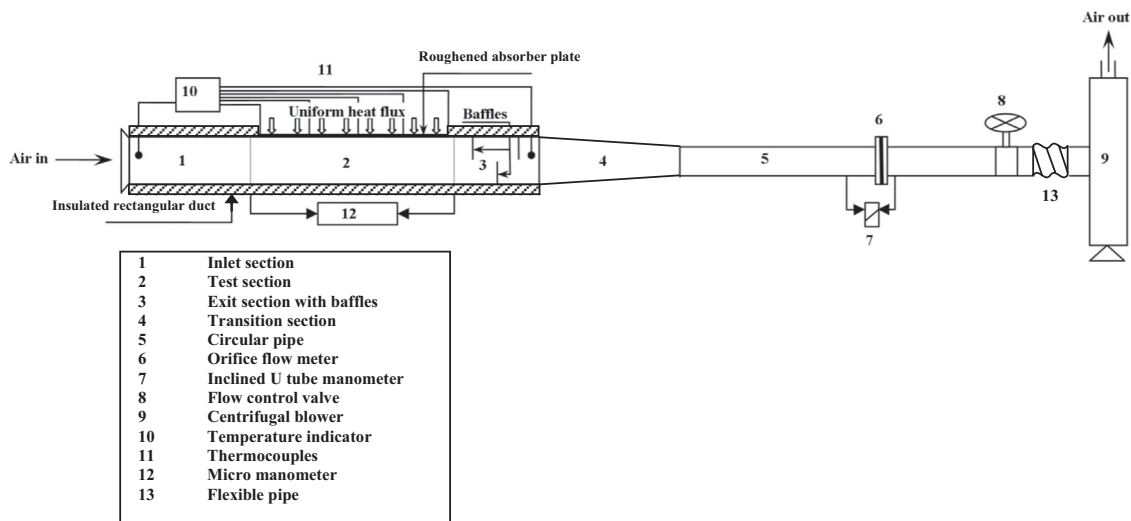 Air out
Roughened absorber plate
11
10
Uniform heat flux
Baffles
8
6
Air in
1
2
3
4
5
9
Insulated rectangular duct
12
7
13
1 Inlet section
2 Test section
3 Exit section with baffles
4 Transition section
5 Circular pipe
6 Orifice flow meter
7 Inclined U tube manometer
8 Flow control valve
9 Centrifugal blower
10 Temperature indicator
11 Thermocouples
12 Micro manometer
13 Flexible pipe